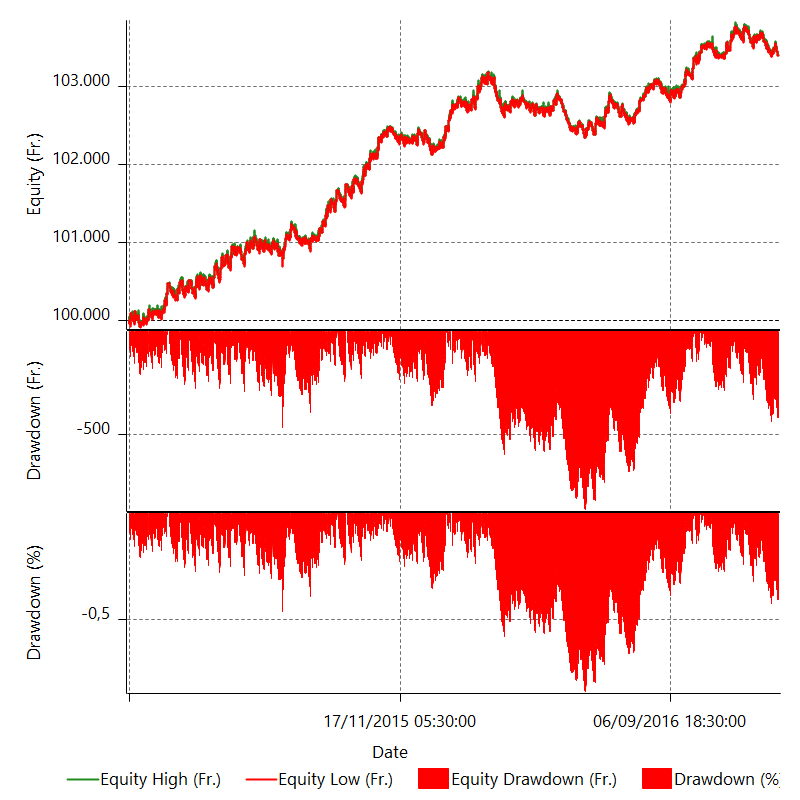 103.000
102.000
101.000
100.000
Equity (Fr.)
-500
Drawdown (Fr.)
-0,5
Drawdown (%)
17/11/2015 05:30:00 06/09/2016 18:30:00
Date
Equity High (Fr.) Equity Low (Fr.) Equity Drawdown (Fr.) Drawdown (%)